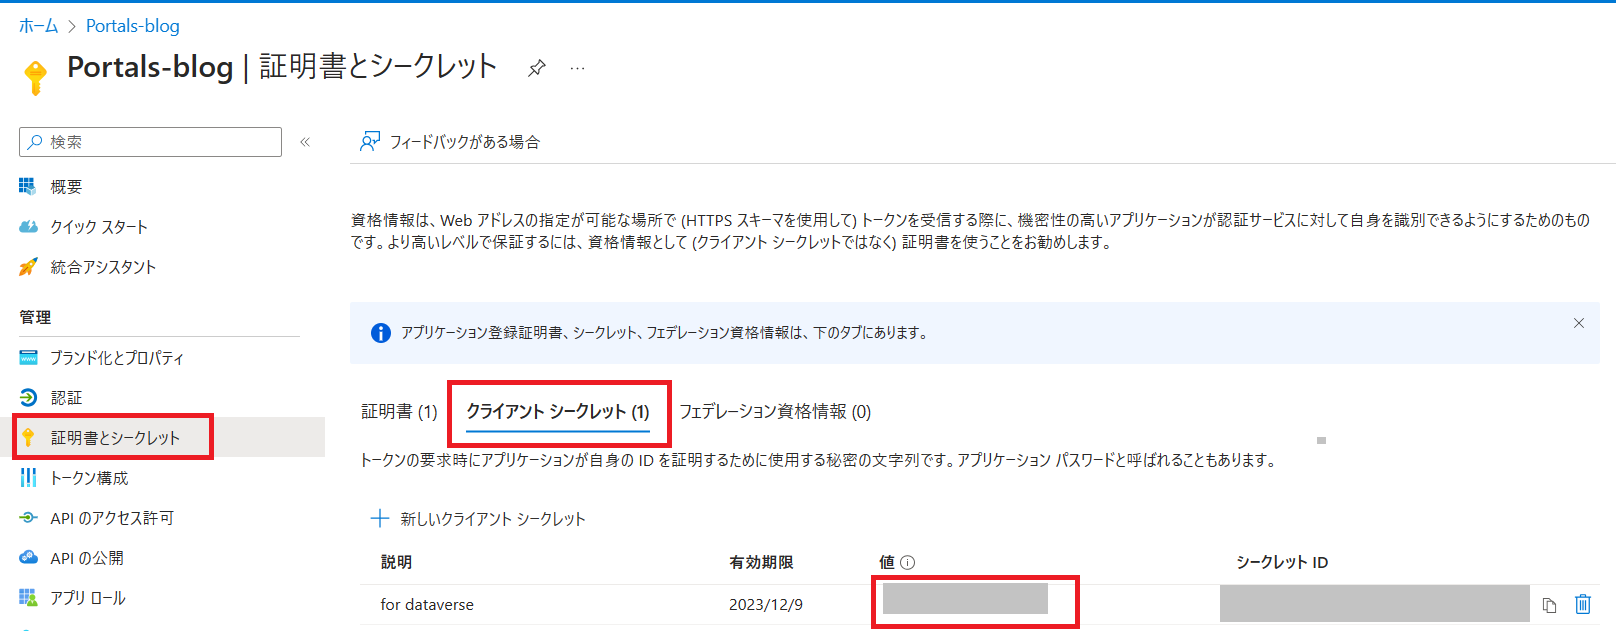 ホーム > Portals-blog
Portals-blog | 証明書とシークレット ...
検索 «
概要
クイック スタート
統合アシスタント
管理
ブランド化とプロパティ
認証
証明書とシークレット
トークン構成
API のアクセス許可
API の公開
アプリ ロール
フィードバックがある場合
資格情報は、Web アドレスの指定が可能な場所で (HTTPS スキーマを使用して) トークンを受信する際に、機密性の高いアプリケーションが認証サービスに対して自身を識別できるようにするためのもの
です。より高いレベルで保証するには、資格情報として (クライアント シークレットではなく) 証明書を使うことをお勧めします。
アプリケーション登録証明書、シークレット、フェデレーション資格情報は、下のタブにあります。
証明書 (1) クライアント シークレット (1) フェデレーション資格情報 (0)
トークンの要求時にアプリケーションが自身の ID を証明するために使用する秘密の文字列です。アプリケーション パスワードと呼ばれることもあります。
新しいクライアント シークレット
説明 有効期限 値 シークレット ID
for dataverse 2023/12/9